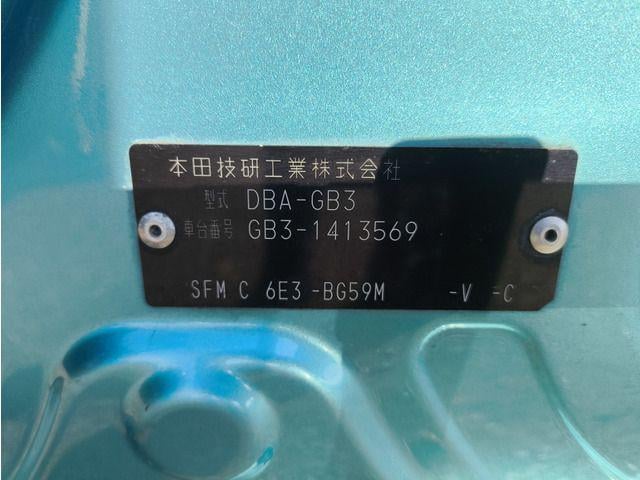 本田技研工業株式会社
型式 DBA-GB3
車台番号 GB3-1413569
SFM C 6E3 -BG59M -V -C